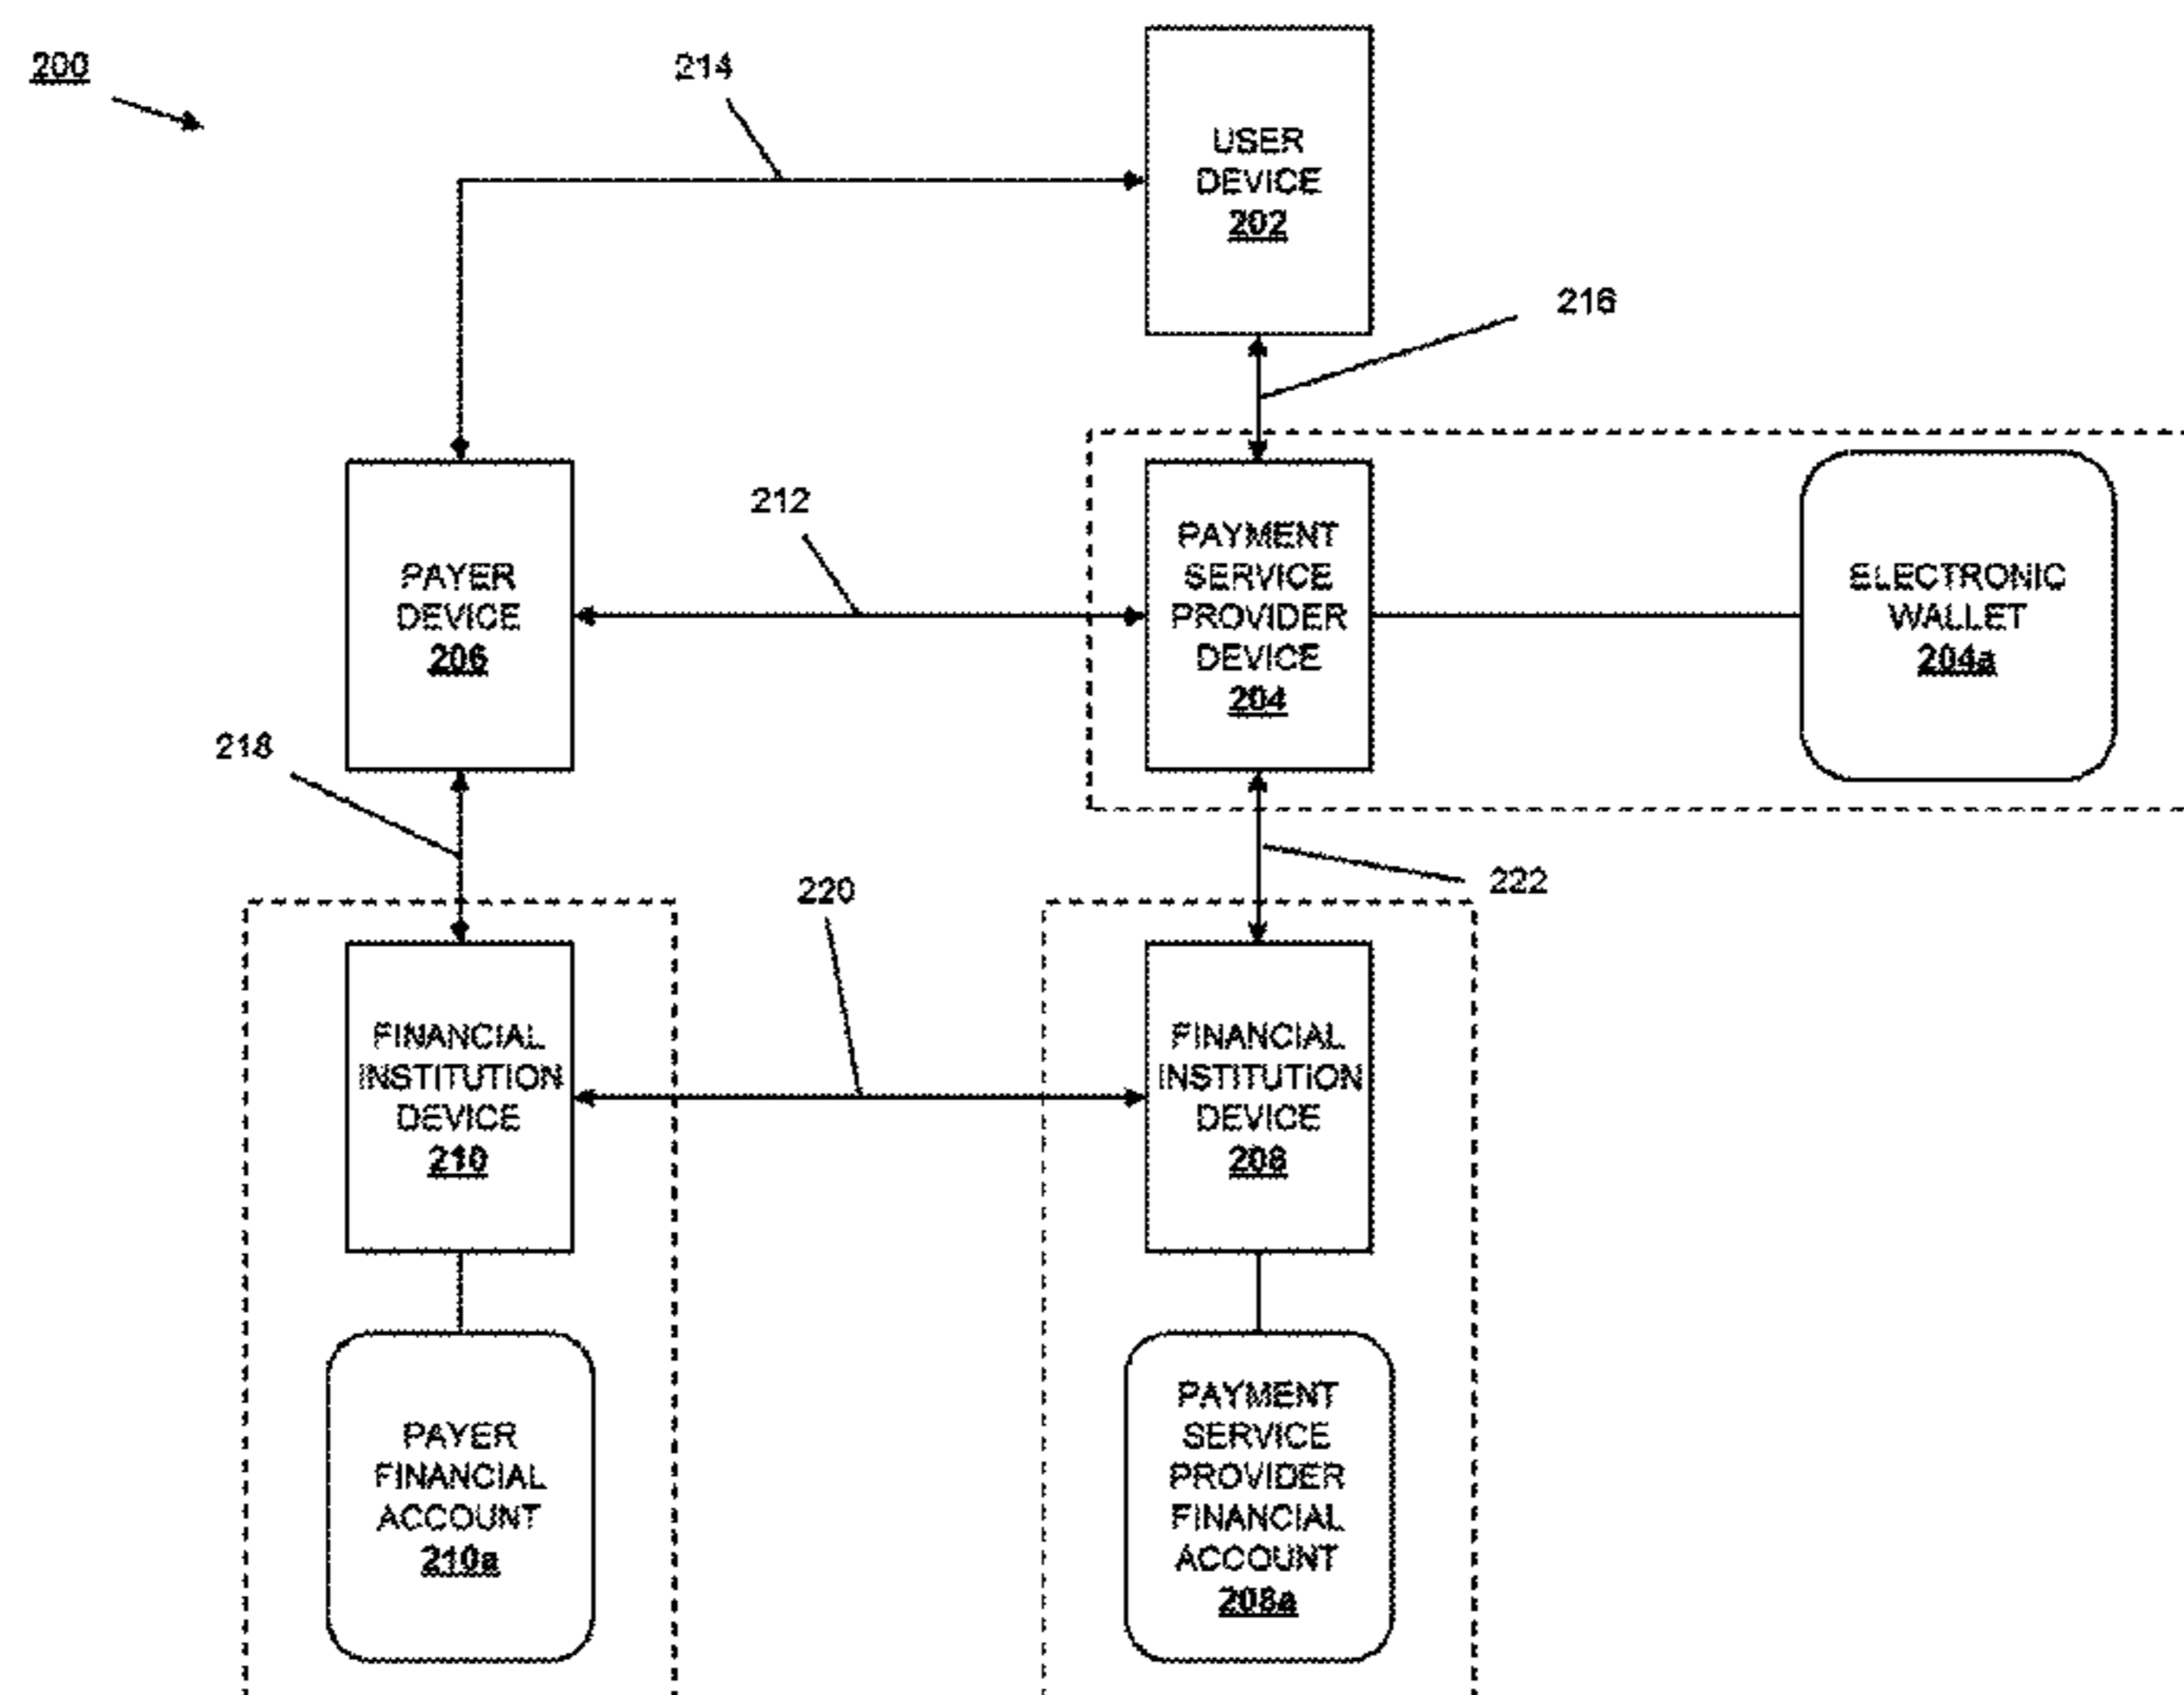 200
214
USER
DEVICE
202
216
212
PAYER
DEVICE
206
PAYMENT
SERVICE
PROVIDER
DEVICE
204
ELECTRONIC
WALLET
204a
218
220
222
FINANCIAL
INSTITUTION
DEVICE
210
FINANCIAL
INSTITUTION
DEVICE
208
PAYER
FINANCIAL
ACCOUNT
210a
PAYMENT
SERVICE
PROVIDER
FINANCIAL
ACCOUNT
208a